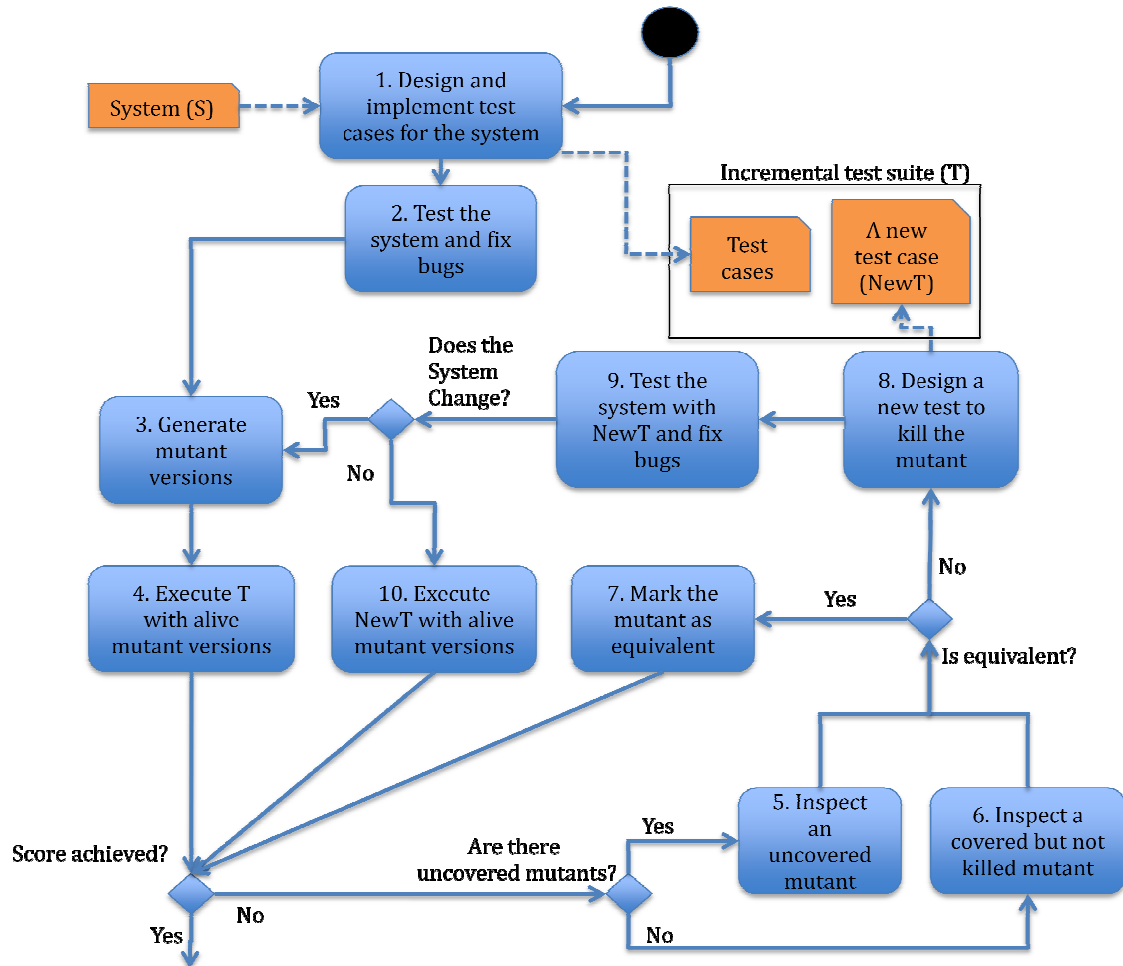 1. Design and
implement test
cases for the system
System (S)
Incremental test suite (T)
2. Test the
system and fix
bugs
Test
cases
Λ new
test case
(NewT)
Does the
System
Change?
9. Test the
system with
NewT and fix
bugs
8. Design a
new test to
kill the
mutant
3. Generate
mutant
versions
Yes
No
4. Execute T
with alive
mutant versions
10. Execute
NewT with alive
mutant versions
7. Mark the
mutant as
equivalent
Yes
No
Is equivalent?
5. Inspect
an
uncovered
mutant
6. Inspect a
covered but not
killed mutant
Score achieved?
Are there
uncovered mutants?
Yes
No
No
Yes